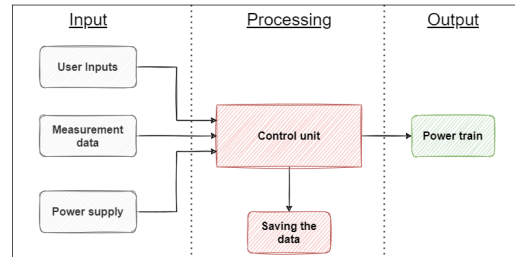 Input
Processing
Output
User Inputs
Measurement
data
Control unit
Power train
Power supply
Saving the
data